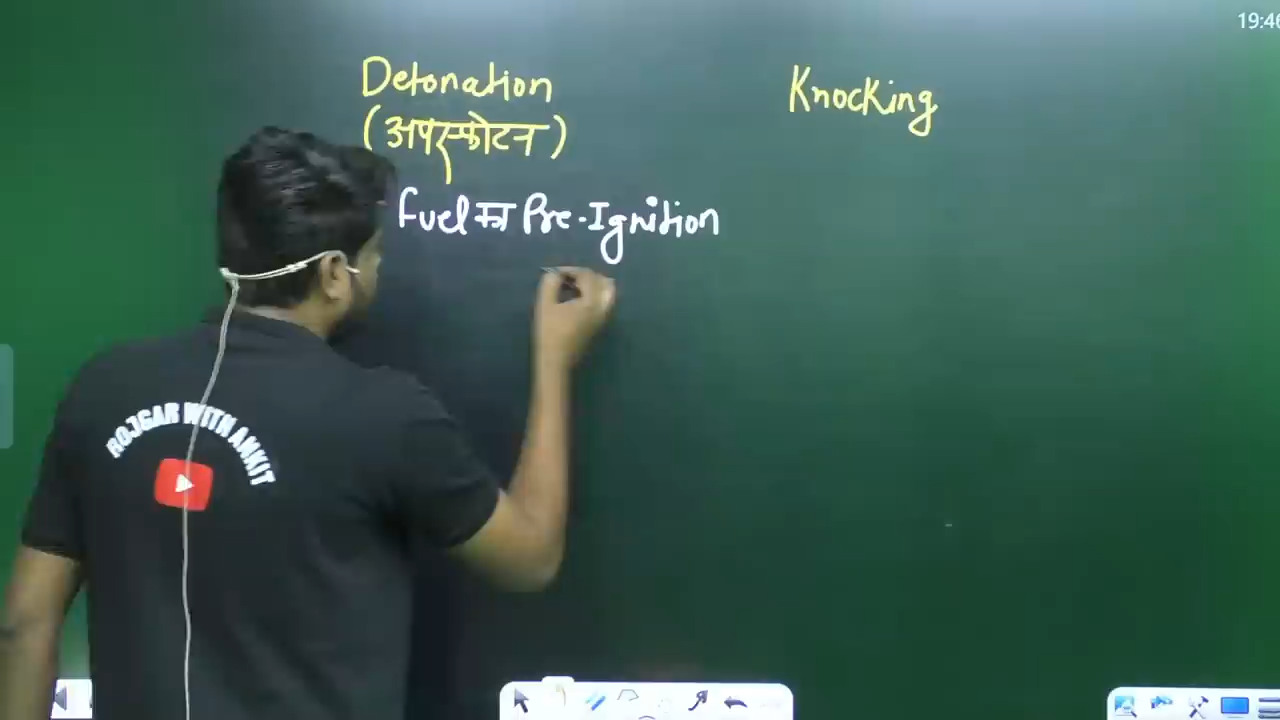 19:46
Detonation
Knocking
(अपस्फोटन)
fuel का Pre-Ignition
ROJGAR WITH ANKIT